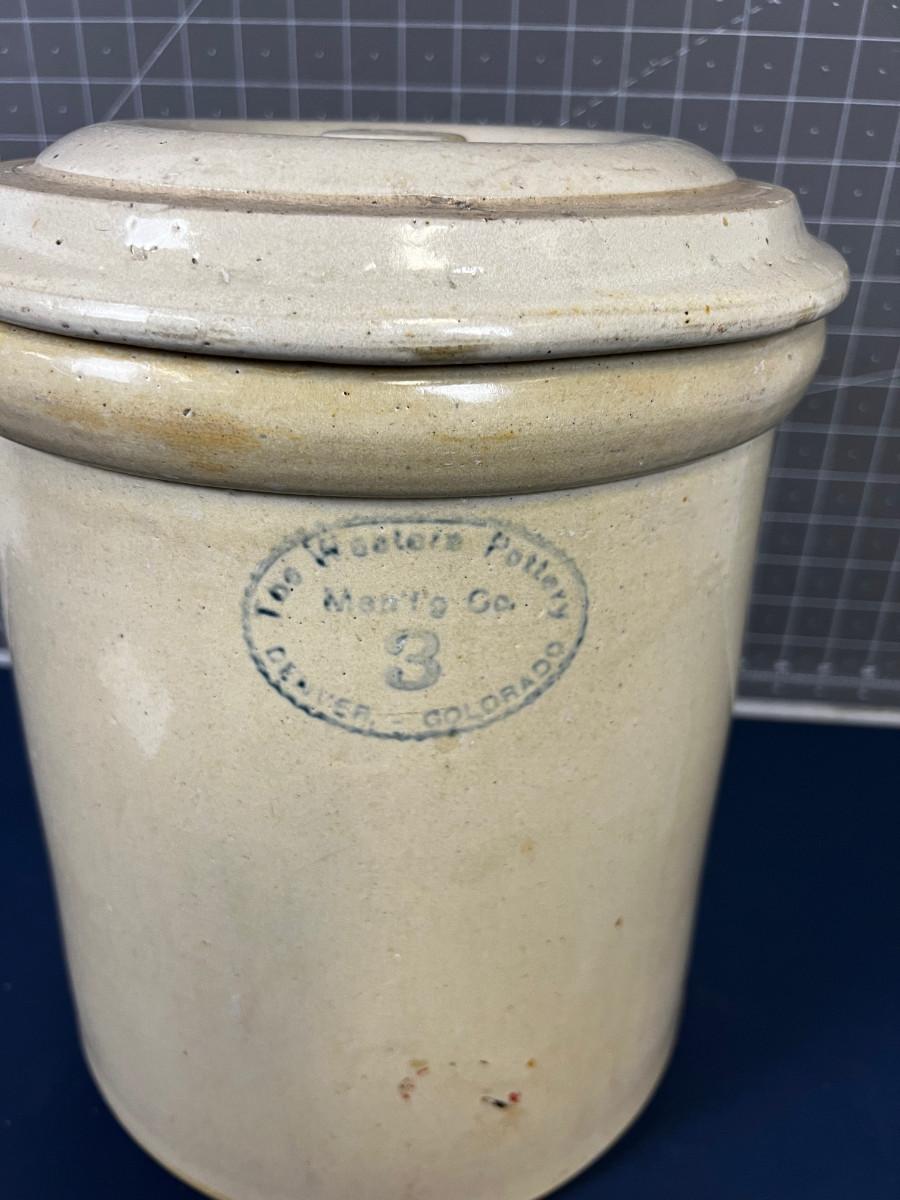 The Western Pottery
Man'f'g Co.
3
DENVER, - COLORADO